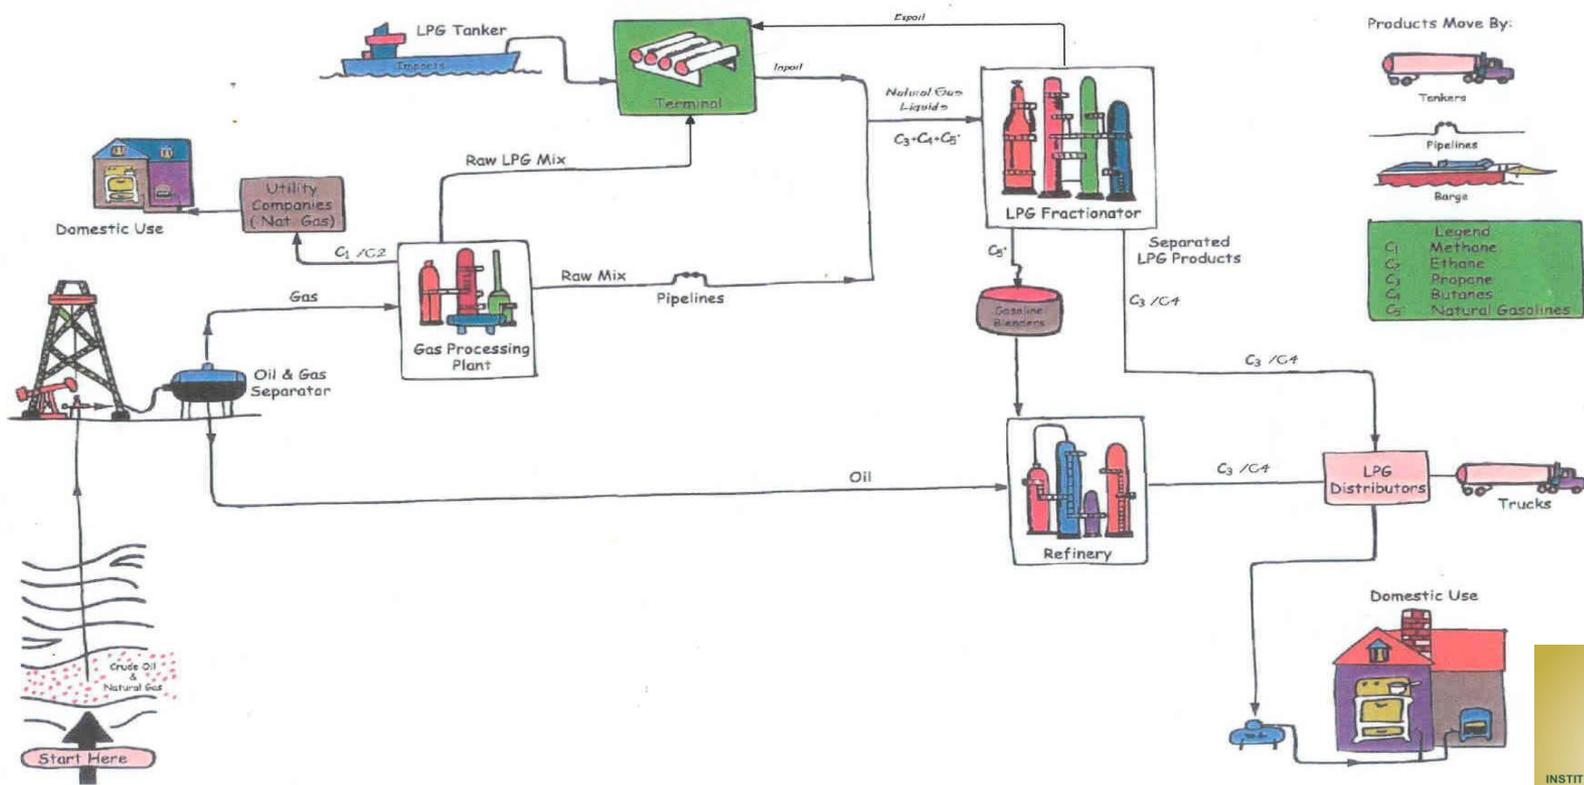 Export
LPG Tanker
Imports
Terminal
Inport
Natural Gas
Liquids
C₃+C₄+C₅⁺
Raw LPG Mix
LPG Fractionator
Products Move By:
Tankers
Pipelines
Barge
Legend
C₁ Methane
C₂ Ethane
C₃ Propane
C₄ Butanes
C₅⁺ Natural Gasolines
Domestic Use
Utility
Companies
(Nat. Gas)
C₁/C2
Gas
Gas Processing
Plant
Raw Mix
Pipelines
C₅⁺
Gasoline
Blenders
Separated
LPG Products
C₃/C4
C₃/C4
Oil & Gas
Separator
Oil
Refinery
C₃/C4
LPG
Distributors
Trucks
Domestic Use
Crude Oil
&
Natural Gas
Start Here
INSTIT